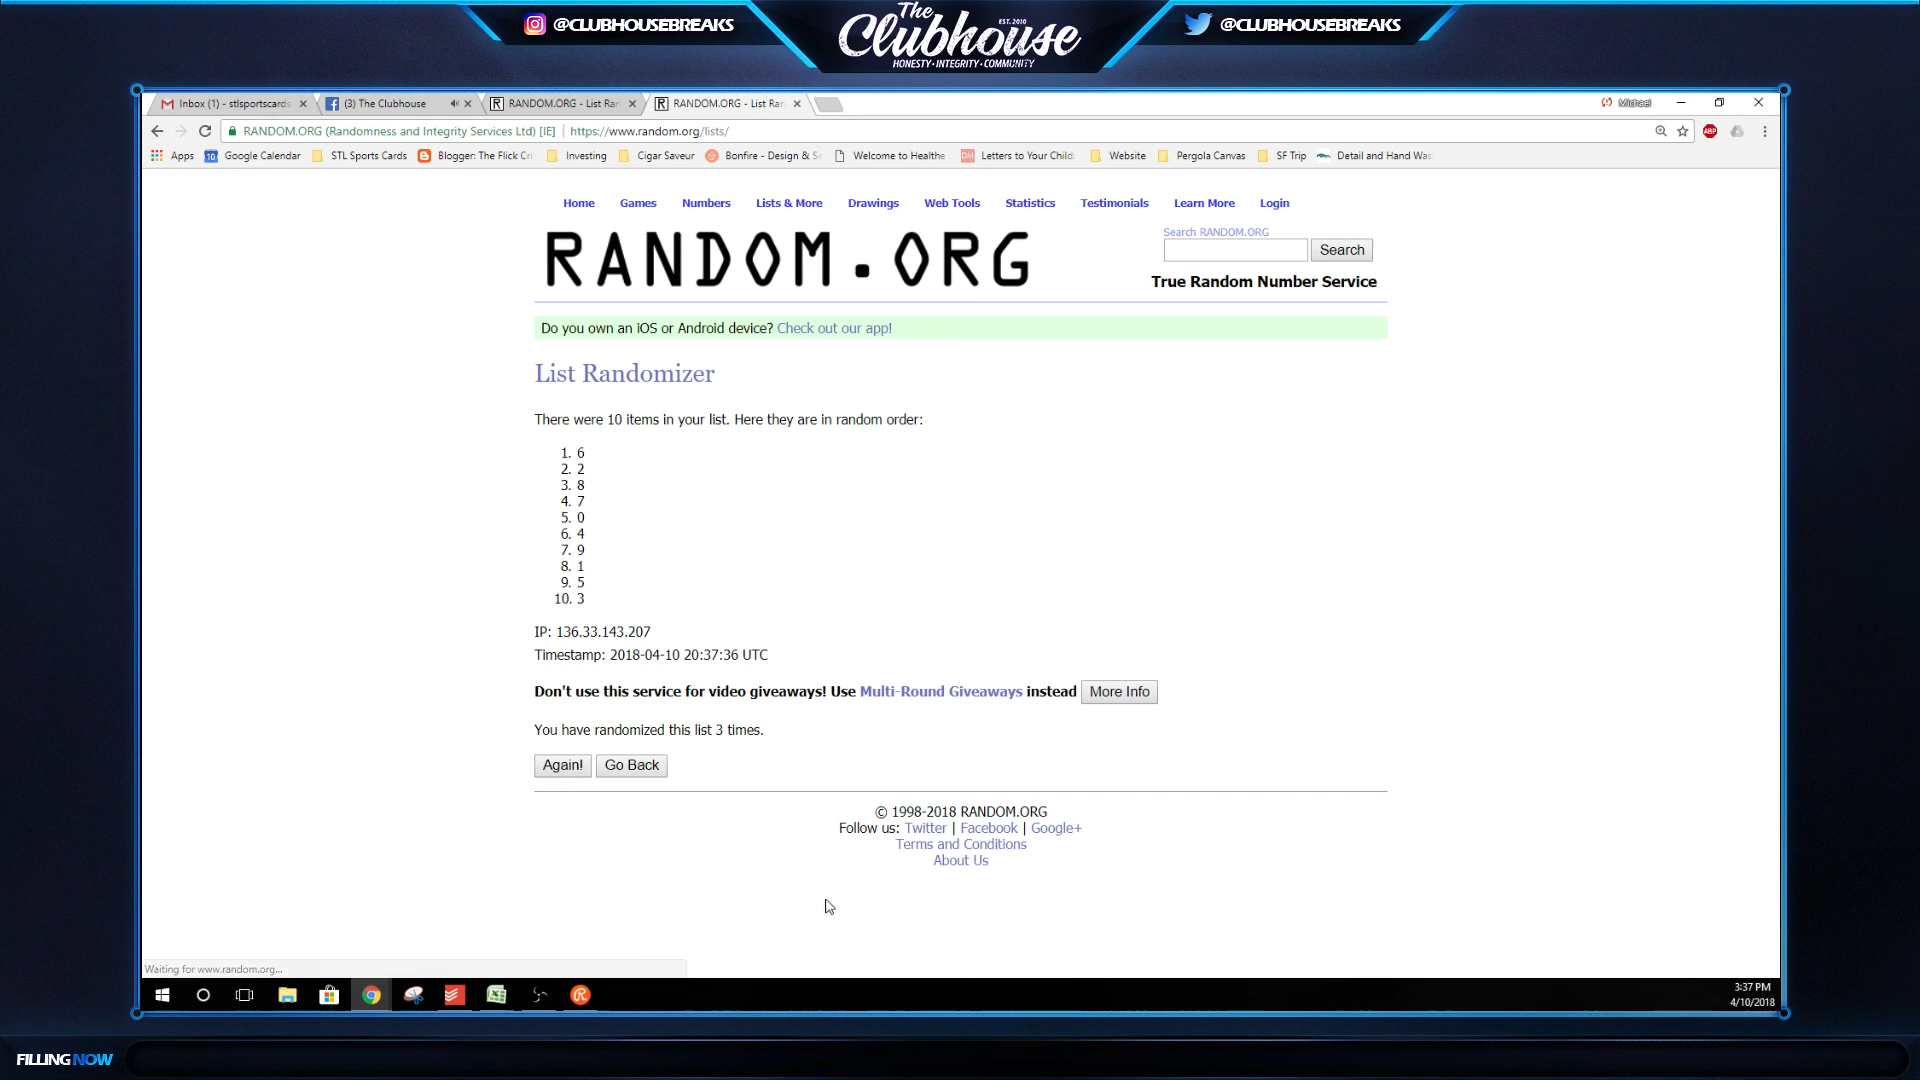 @CLUBHOUSEBREAKS
The Clubhouse
EST. 2010
HONESTY • INTEGRITY • COMMUNITY
@CLUBHOUSEBREAKS
Inbox (1) - stlsportscards
(3) The Clubhouse
RANDOM.ORG - List Ran
RANDOM.ORG - List Ran
Michael
RANDOM.ORG (Randomness and Integrity Services Ltd) [IE] https://www.random.org/lists/
Apps Google Calendar STL Sports Cards Blogger: The Flick Cri Investing Cigar Saveur Bonfire - Design & Se Welcome to Healthe Letters to Your Child: Website Pergola Canvas SF Trip Detail and Hand Was
Home Games Numbers Lists & More Drawings Web Tools Statistics Testimonials Learn More Login
RANDOM.ORG
Search RANDOM.ORG
Search
True Random Number Service
Do you own an iOS or Android device? Check out our app!
List Randomizer
There were 10 items in your list. Here they are in random order:
1. 6
2. 2
3. 8
4. 7
5. 0
6. 4
7. 9
8. 1
9. 5
10. 3
IP: 136.33.143.207
Timestamp: 2018-04-10 20:37:36 UTC
Don't use this service for video giveaways! Use Multi-Round Giveaways instead More Info
You have randomized this list 3 times.
Again! Go Back
© 1998-2018 RANDOM.ORG
Follow us: Twitter | Facebook | Google+
Terms and Conditions
About Us
Waiting for www.random.org...
3:37 PM
4/10/2018
FILLING NOW